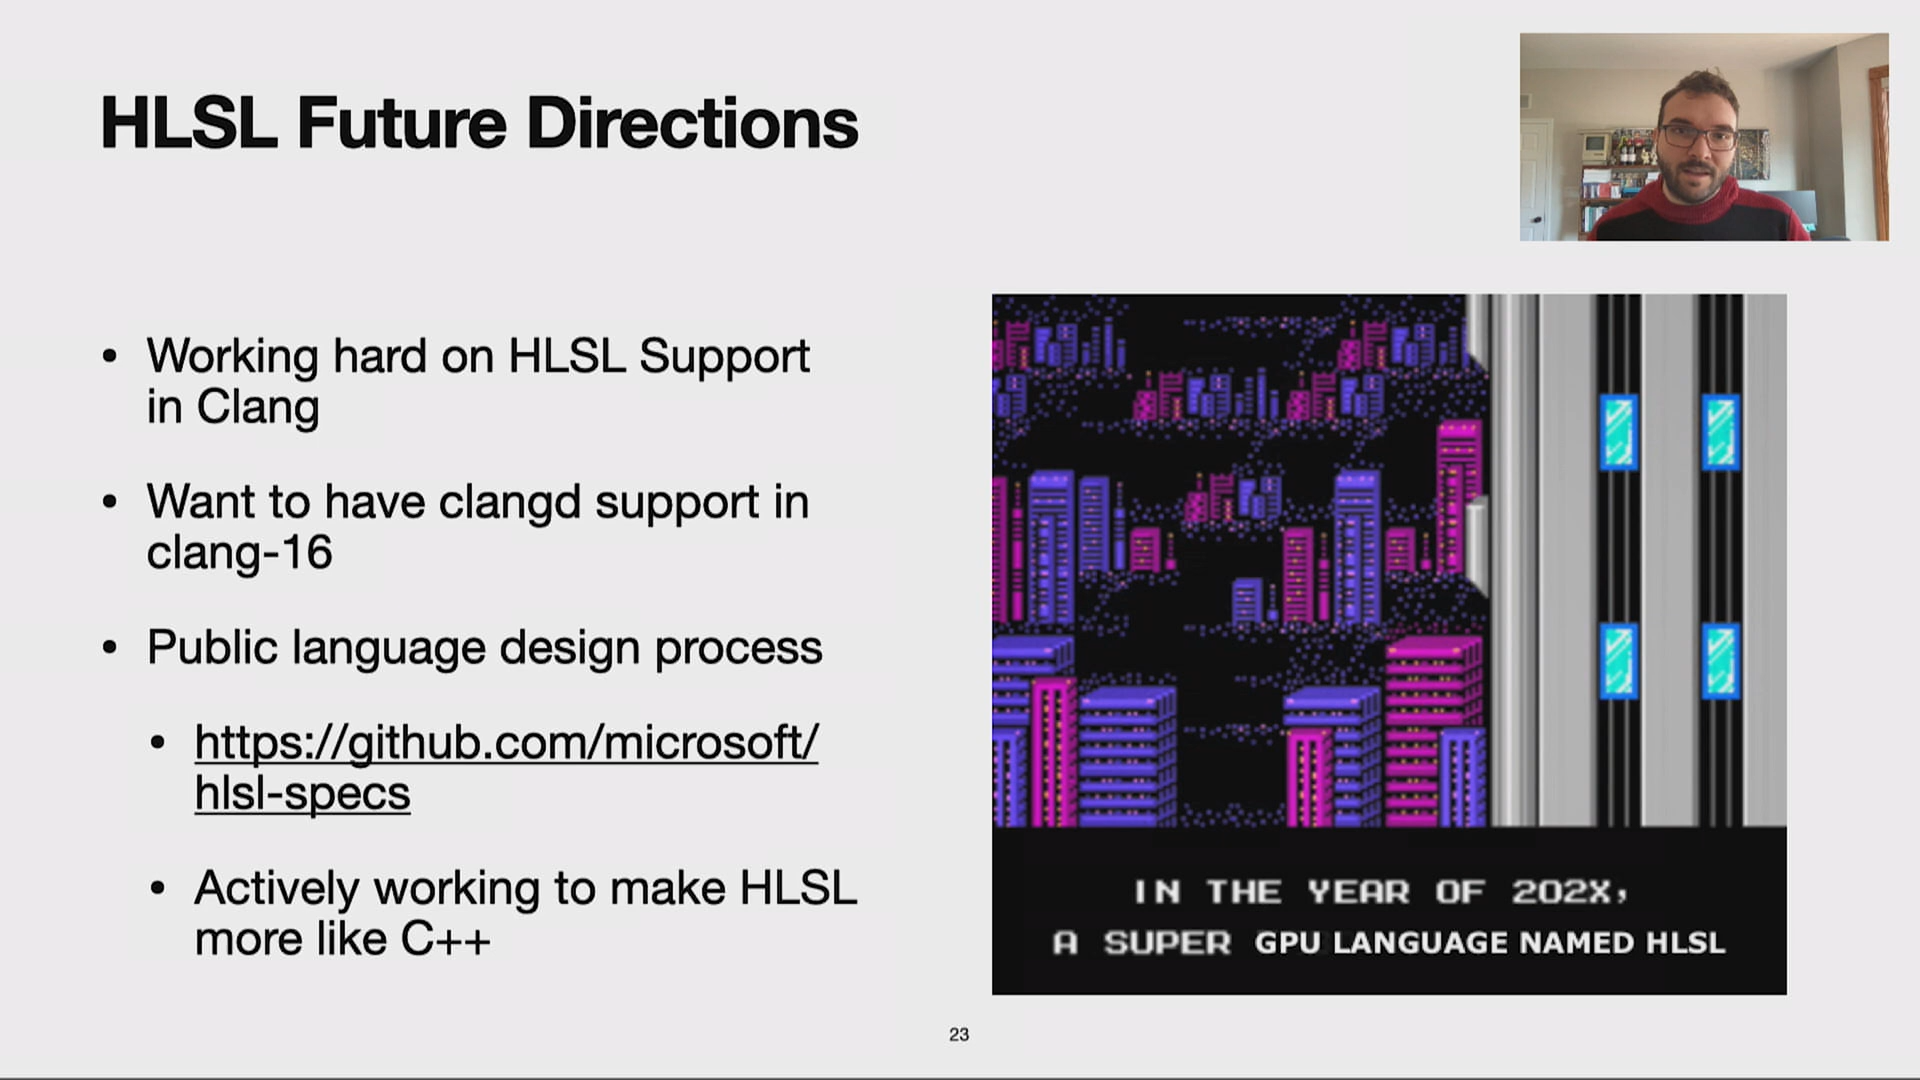 HLSL Future Directions
• Working hard on HLSL Support
in Clang
• Want to have clangd support in
clang-16
• Public language design process
• https://github.com/microsoft/
hlsl-specs
• Actively working to make HLSL
more like C++
IN THE YEAR OF 202X,
A SUPER GPU LANGUAGE NAMED HLSL
23